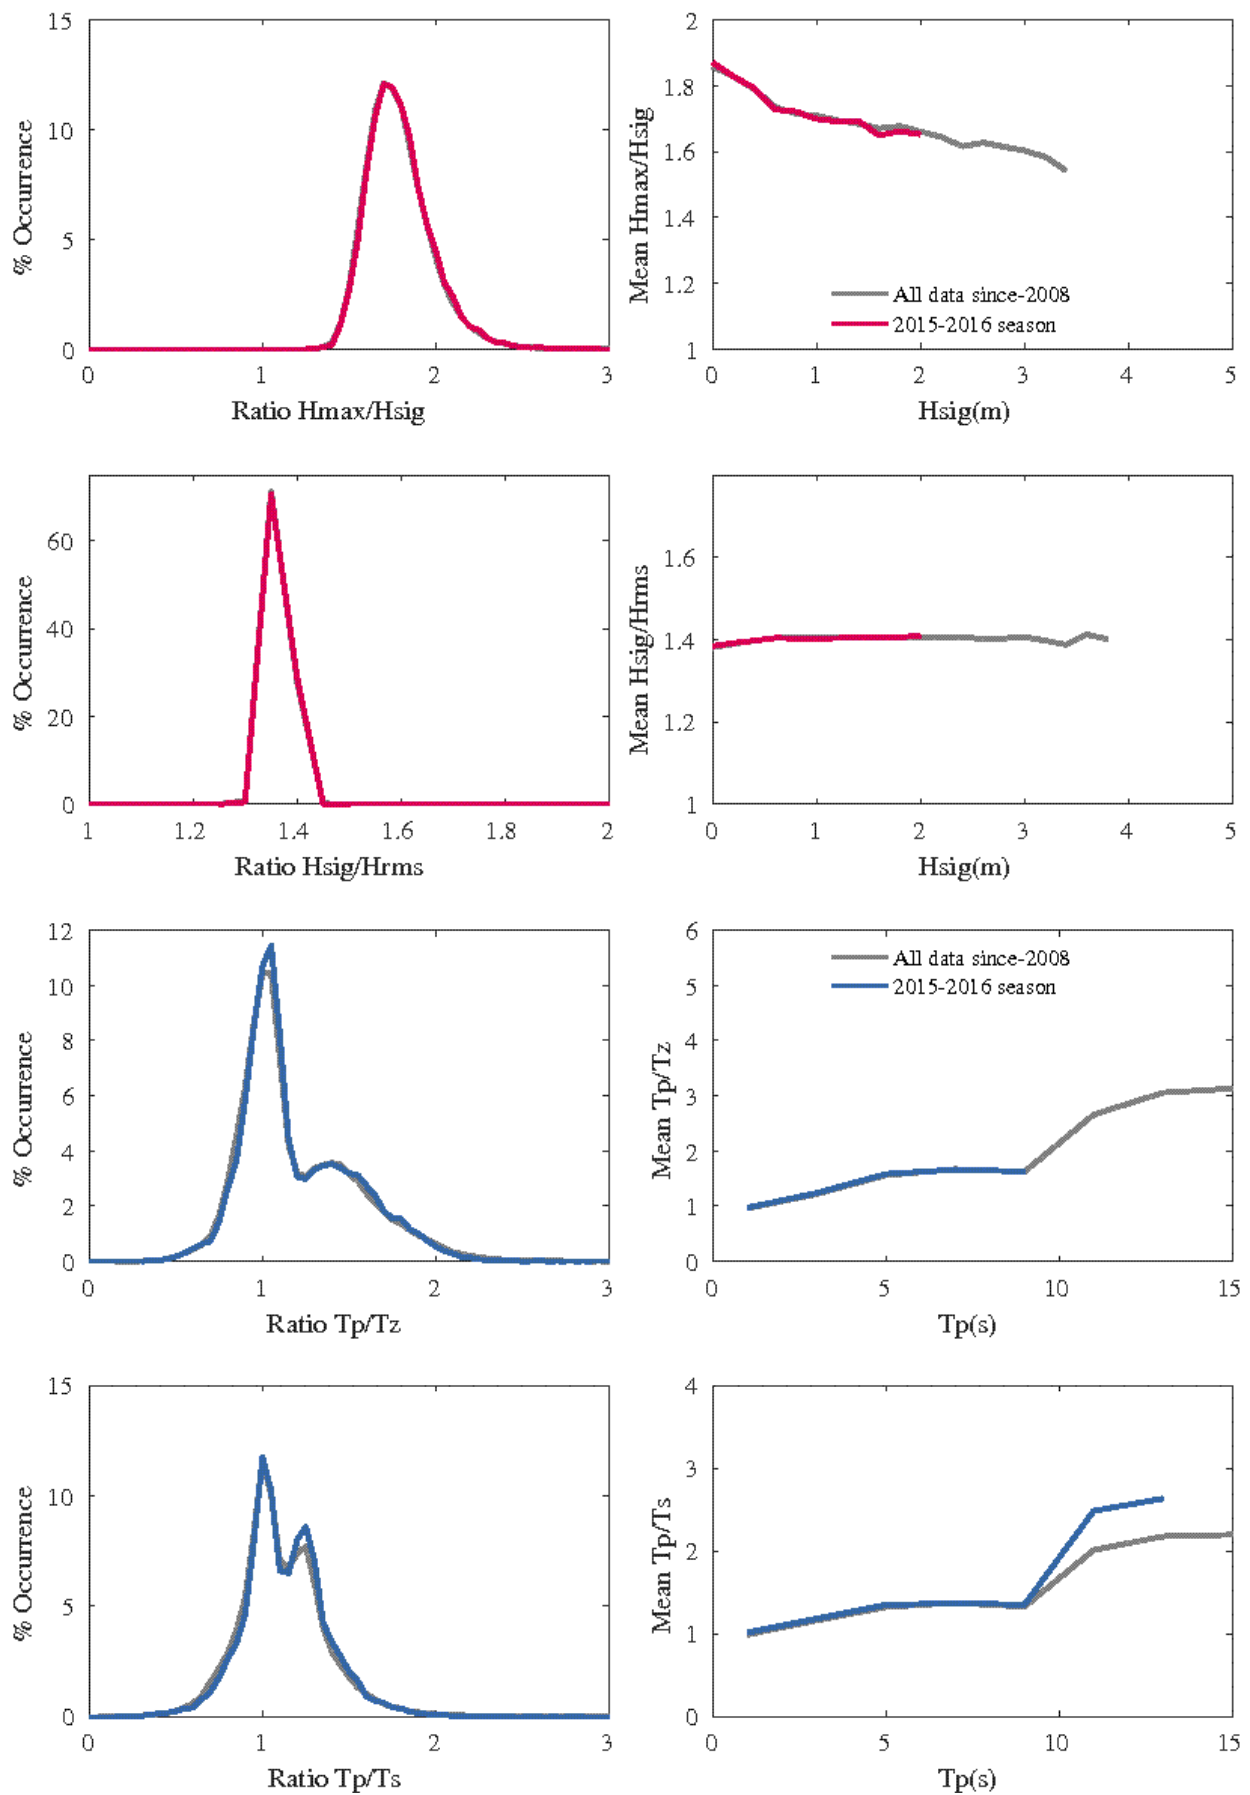 15
10
5
0
% Occurrence
0 1 2 3
Ratio Hmax/Hsig
2
1.8
1.6
1.4
1.2
1
Mean Hmax/Hsig
All data since-2008
2015-2016 season
0 1 2 3 4 5
Hsig(m)
60
40
20
0
% Occurrence
1 1.2 1.4 1.6 1.8 2
Ratio Hsig/Hrms
1.6
1.4
1.2
1
Mean Hsig/Hrms
0 1 2 3 4 5
Hsig(m)
12
10
8
6
4
2
0
% Occurrence
0 1 2 3
Ratio Tp/Tz
6
5
4
3
2
1
0
Mean Tp/Tz
All data since-2008
2015-2016 season
0 5 10 15
Tp(s)
15
10
5
0
% Occurrence
0 1 2 3
Ratio Tp/Ts
4
3
2
1
0
Mean Tp/Ts
0 5 10 15
Tp(s)